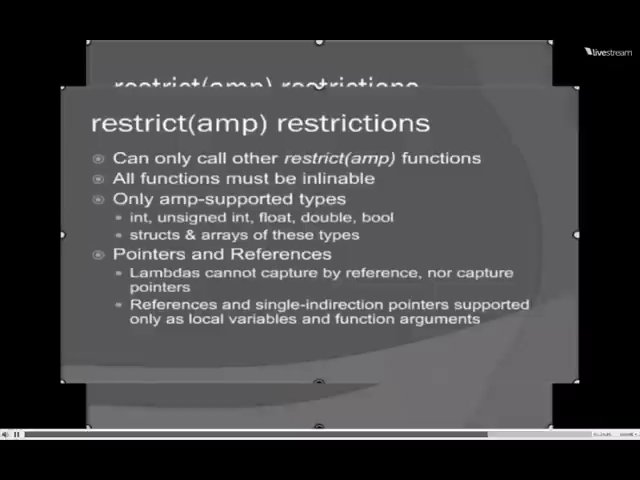 livestream
restrict(amp) restrictions
restrict(amp) restrictions
Can only call other restrict(amp) functions
All functions must be inlinable
Only amp-supported types
int, unsigned int, float, double, bool
structs & arrays of these types
Pointers and References
Lambdas cannot capture by reference, nor capture
pointers
References and single-indirection pointers supported
only as local variables and function arguments